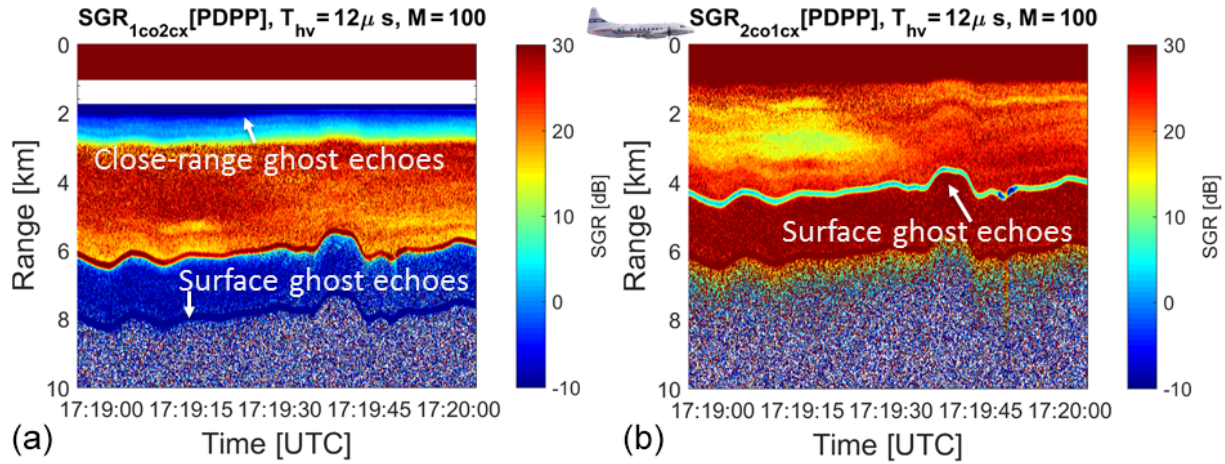 SGR1co2cx[PDPP], Thv = 12μ s, M = 100
0
2
4
6
8
10
Range [km]
Close-range ghost echoes
Surface ghost echoes
17:19:00 17:19:15 17:19:30 17:19:45 17:20:00
Time [UTC]
(a)
30
20
10
0
-10
SGR [dB]
SGR2co1cx[PDPP], Thv = 12μ s, M = 100
0
2
4
6
8
10
Range [km]
Surface ghost echoes
17:19:00 17:19:15 17:19:30 17:19:45 17:20:00
Time [UTC]
(b)
30
20
10
0
-10
SGR [dB]